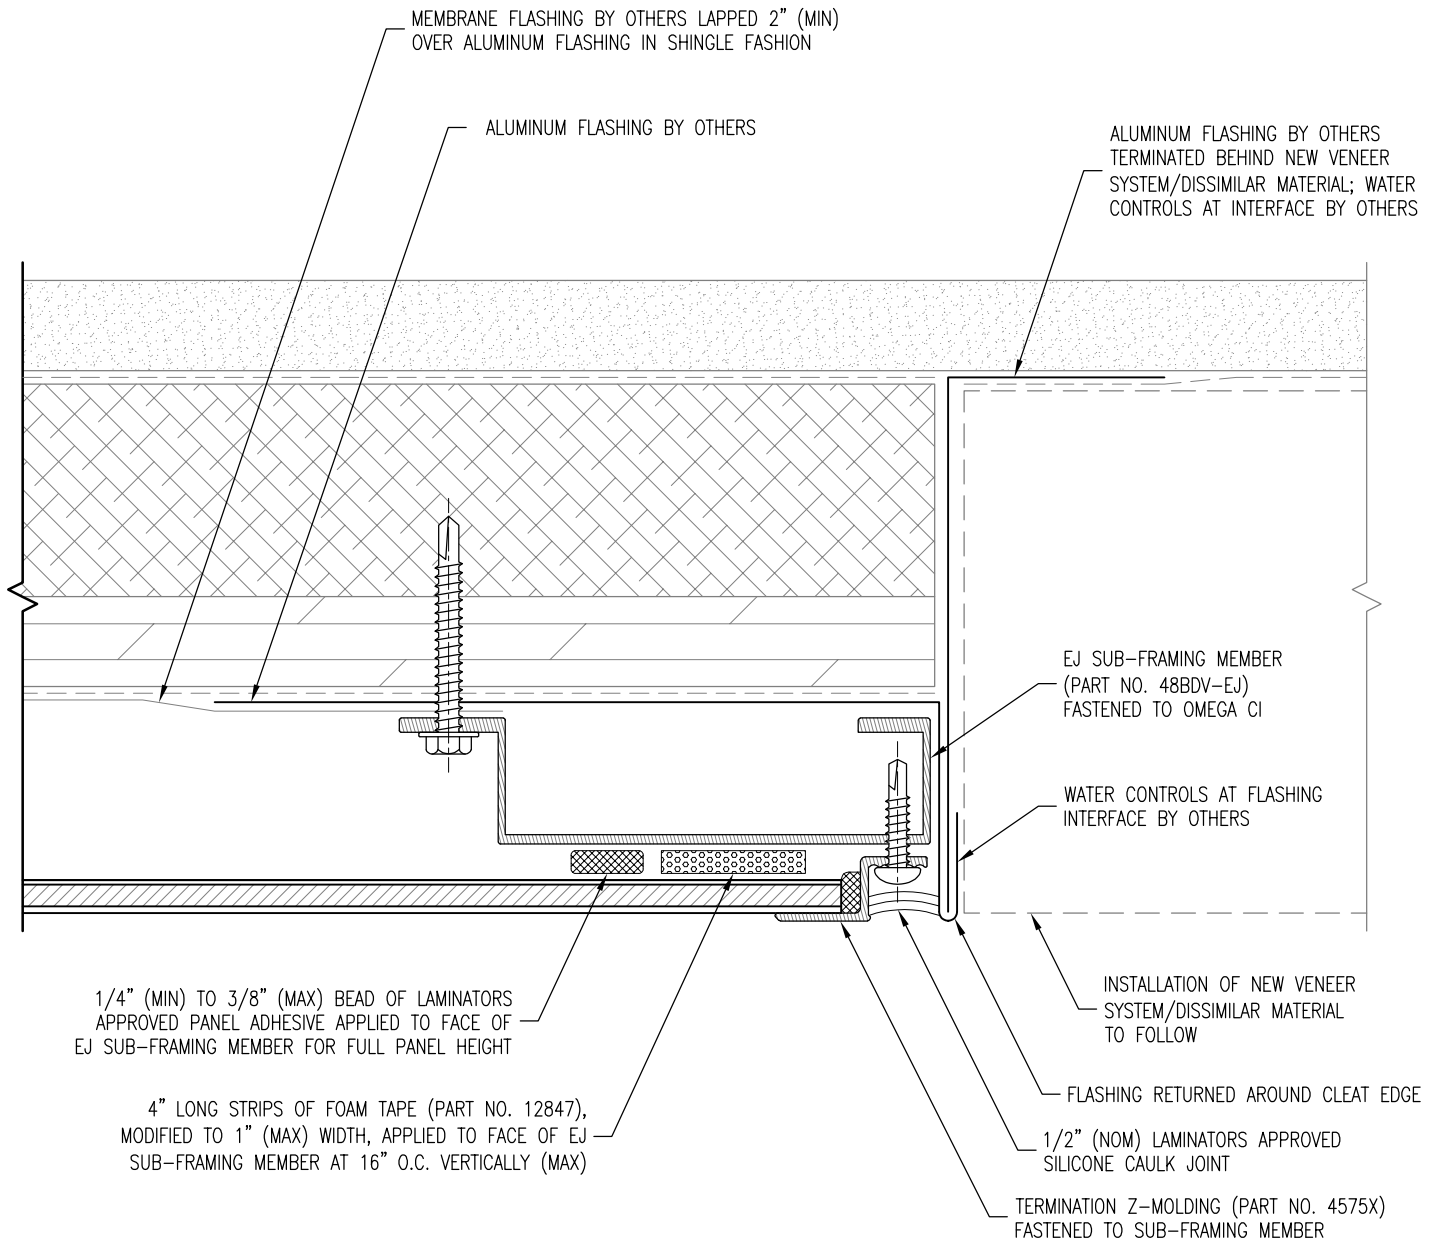 MEMBRANE FLASHING BY OTHERS LAPPED 2" (MIN)
OVER ALUMINUM FLASHING IN SHINGLE FASHION
ALUMINUM FLASHING BY OTHERS
ALUMINUM FLASHING BY OTHERS
TERMINATED BEHIND NEW VENEER
SYSTEM/DISSIMILAR MATERIAL; WATER
CONTROLS AT INTERFACE BY OTHERS
EJ SUB-FRAMING MEMBER
(PART NO. 48BDV-EJ)
FASTENED TO OMEGA CI
WATER CONTROLS AT FLASHING
INTERFACE BY OTHERS
1/4" (MIN) TO 3/8" (MAX) BEAD OF LAMINATORS
APPROVED PANEL ADHESIVE APPLIED TO FACE OF
EJ SUB-FRAMING MEMBER FOR FULL PANEL HEIGHT
INSTALLATION OF NEW VENEER
SYSTEM/DISSIMILAR MATERIAL
TO FOLLOW
4" LONG STRIPS OF FOAM TAPE (PART NO. 12847),
MODIFIED TO 1" (MAX) WIDTH, APPLIED TO FACE OF EJ
SUB-FRAMING MEMBER AT 16" O.C. VERTICALLY (MAX)
FLASHING RETURNED AROUND CLEAT EDGE
1/2" (NOM) LAMINATORS APPROVED
SILICONE CAULK JOINT
TERMINATION Z-MOLDING (PART NO. 4575X)
FASTENED TO SUB-FRAMING MEMBER